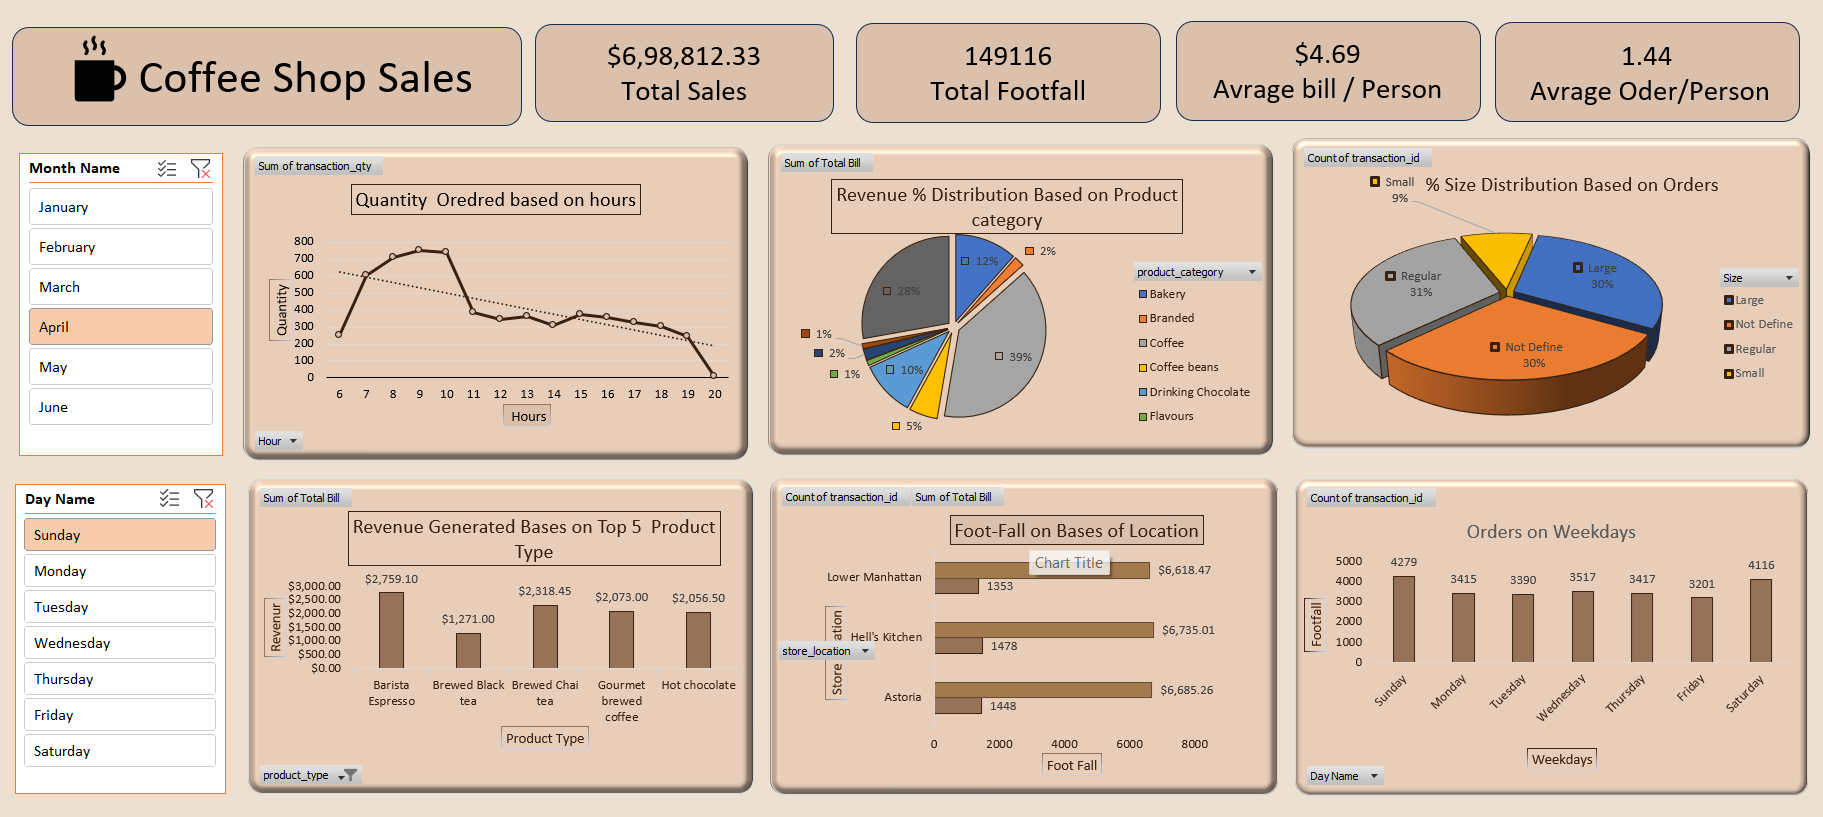 Coffee Shop Sales
$6,98,812.33
Total Sales
149116
Total Footfall
$4.69
Avrage bill / Person
1.44
Avrage Oder/Person
Month Name
January
February
March
April
May
June
Sum of transaction_qty
Quantity  Oredred based on hours
Quantity
800
700
600
500
400
300
200
100
0
6 7 8 9 10 11 12 13 14 15 16 17 18 19 20
Hours
Hour
Sum of Total Bill
Revenue % Distribution Based on Product
category
12%
2%
28%
39%
1%
2%
1%
10%
5%
product_category
Bakery
Branded
Coffee
Coffee beans
Drinking Chocolate
Flavours
Count of transaction_id
% Size Distribution Based on Orders
Small
9%
Regular
31%
Large
30%
Not Define
30%
Size
Large
Not Define
Regular
Small
Day Name
Sunday
Monday
Tuesday
Wednesday
Thursday
Friday
Saturday
Sum of Total Bill
Revenue Generated Bases on Top 5  Product
Type
Revenur
$3,000.00
$2,500.00
$2,000.00
$1,500.00
$1,000.00
$500.00
$0.00
$2,759.10
$1,271.00
$2,318.45
$2,073.00
$2,056.50
Barista
Espresso
Brewed Black
tea
Brewed Chai
tea
Gourmet
brewed
coffee
Hot chocolate
Product Type
product_type
Count of transaction_id
Sum of Total Bill
Foot-Fall on Bases of Location
Chart Title
Lower Manhattan
$6,618.47
1353
Hell's Kitchen
$6,735.01
1478
store_location
Store
ation
Astoria
$6,685.26
1448
0 2000 4000 6000 8000
Foot Fall
Count of transaction_id
Orders on Weekdays
Footfall
5000
4000
3000
2000
1000
0
4279
3415
3390
3517
3417
3201
4116
Sunday
Monday
Tuesday
Wednesday
Thursday
Friday
Saturday
Weekdays
Day Name